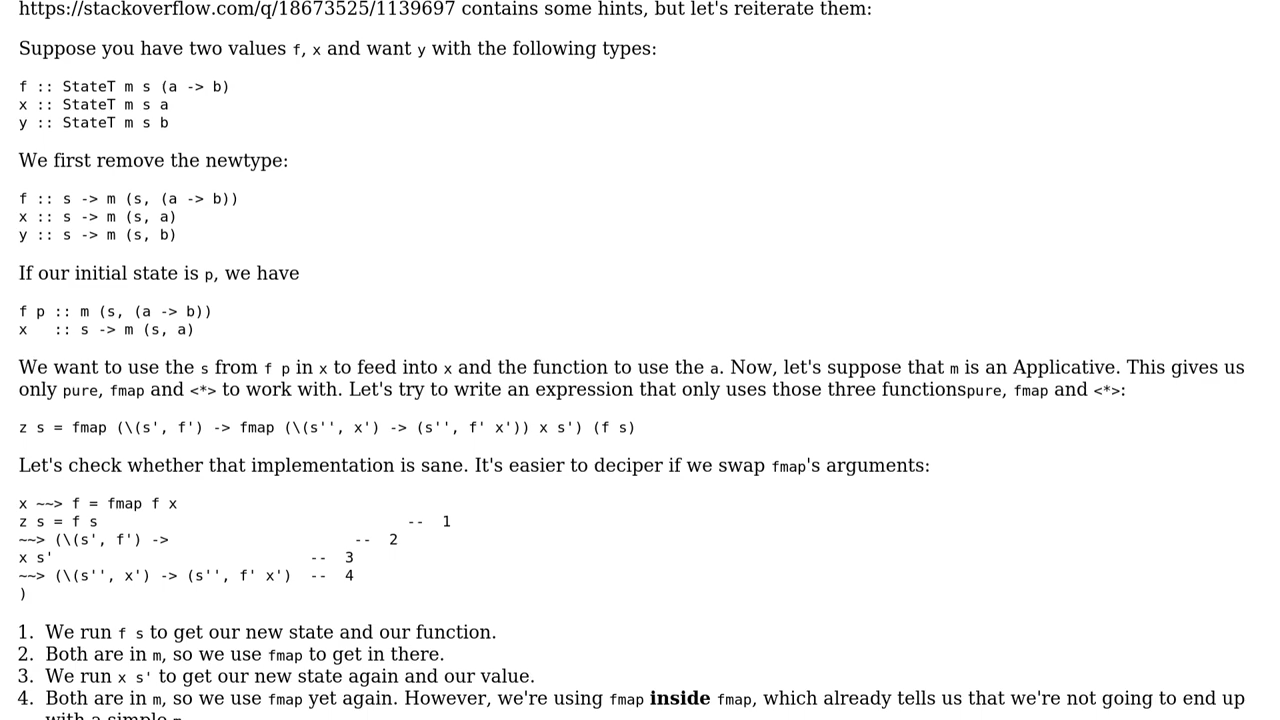 https://stackoverflow.com/q/18673525/1139697 contains some hints, but let's reiterate them:
Suppose you have two values f, x and want y with the following types:
f :: StateT m s (a -> b)
x :: StateT m s a
y :: StateT m s b
We first remove the newtype:
f :: s -> m (s, (a -> b))
x :: s -> m (s, a)
y :: s -> m (s, b)
If our initial state is p, we have
f p :: m (s, (a -> b))
x   :: s -> m (s, a)
We want to use the s from f p in x to feed into x and the function to use the a. Now, let's suppose that m is an Applicative. This gives us
only pure, fmap and <*> to work with. Let's try to write an expression that only uses those three functionspure, fmap and <*>:
z s = fmap (\(s', f') -> fmap (\(s'', x') -> (s'', f' x')) x s') (f s)
Let's check whether that implementation is sane. It's easier to deciper if we swap fmap's arguments:
x ~~> f = fmap f x
z s = f s                                   --  1
~~> (\(s', f') ->                     --  2
x s'                             --  3
~~> (\(s'', x') -> (s'', f' x')  --  4
)
1. We run f s to get our new state and our function.
2. Both are in m, so we use fmap to get in there.
3. We run x s' to get our new state again and our value.
4. Both are in m, so we use fmap yet again. However, we're using fmap inside fmap, which already tells us that we're not going to end up
with a simple m